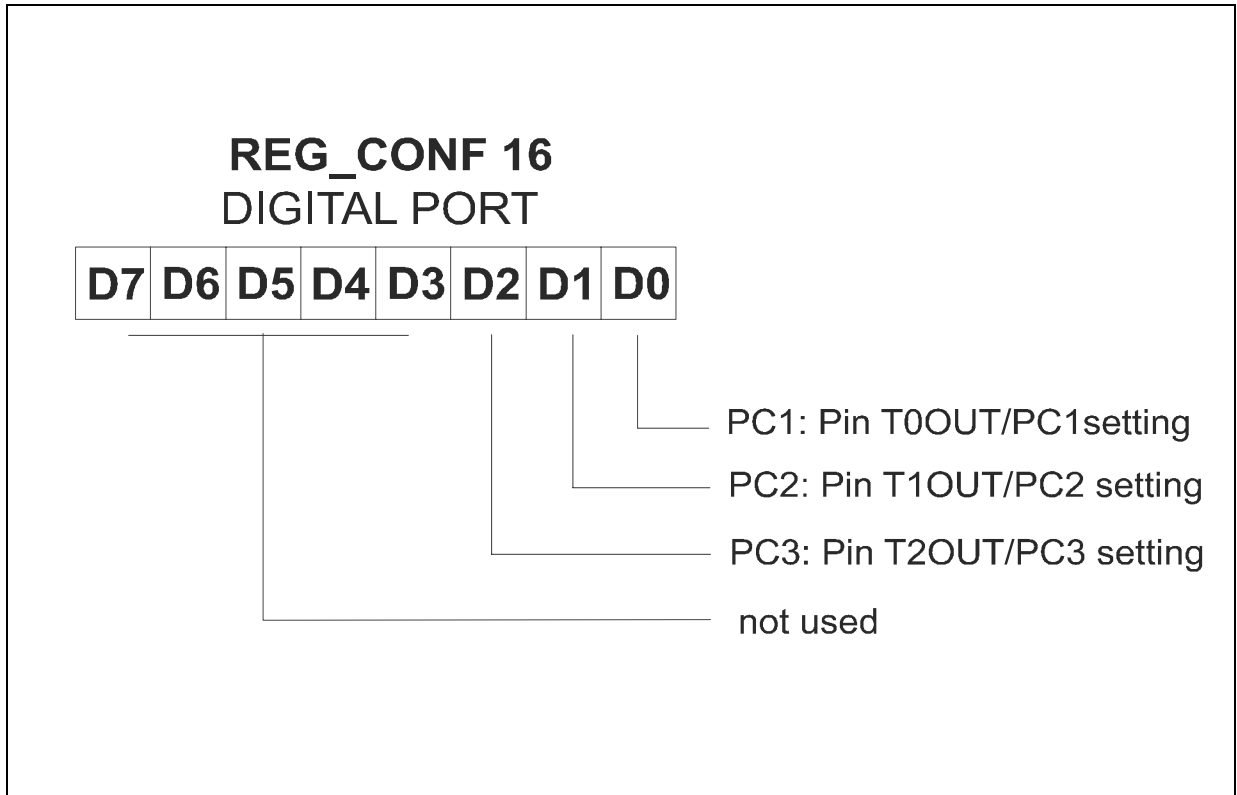 REG_CONF 16
DIGITAL PORT
D7 D6 D5 D4 D3 D2 D1 D0
PC1: Pin T0OUT/PC1setting
PC2: Pin T1OUT/PC2 setting
PC3: Pin T2OUT/PC3 setting
not used